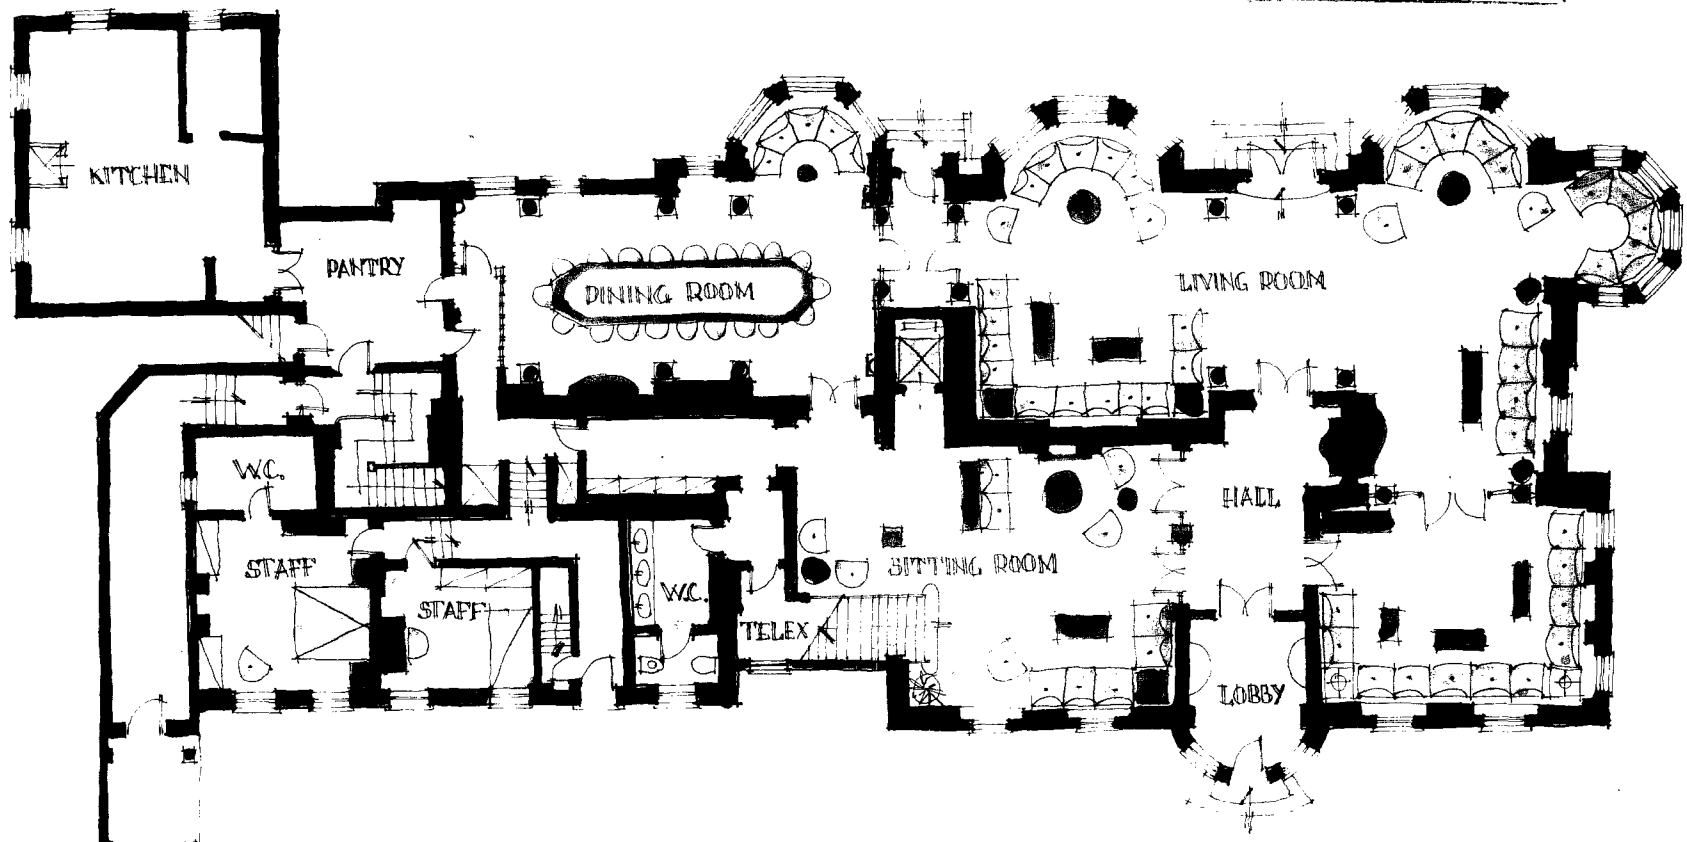 KITCHEN
PANTRY
DINING ROOM
LIVING ROOM
W.C.
HALL
STAFF
SITTING ROOM
STAFF
W.C.
TELEX
LOBBY